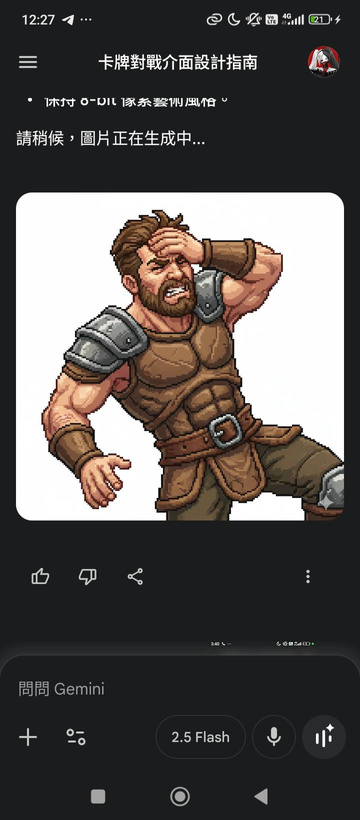 12:27
4G
21
卡牌對戰介面設計指南
• 保持 8-bit 像素藝術風格。
請稍候，圖片正在生成中...
問問 Gemini
2.5 Flash